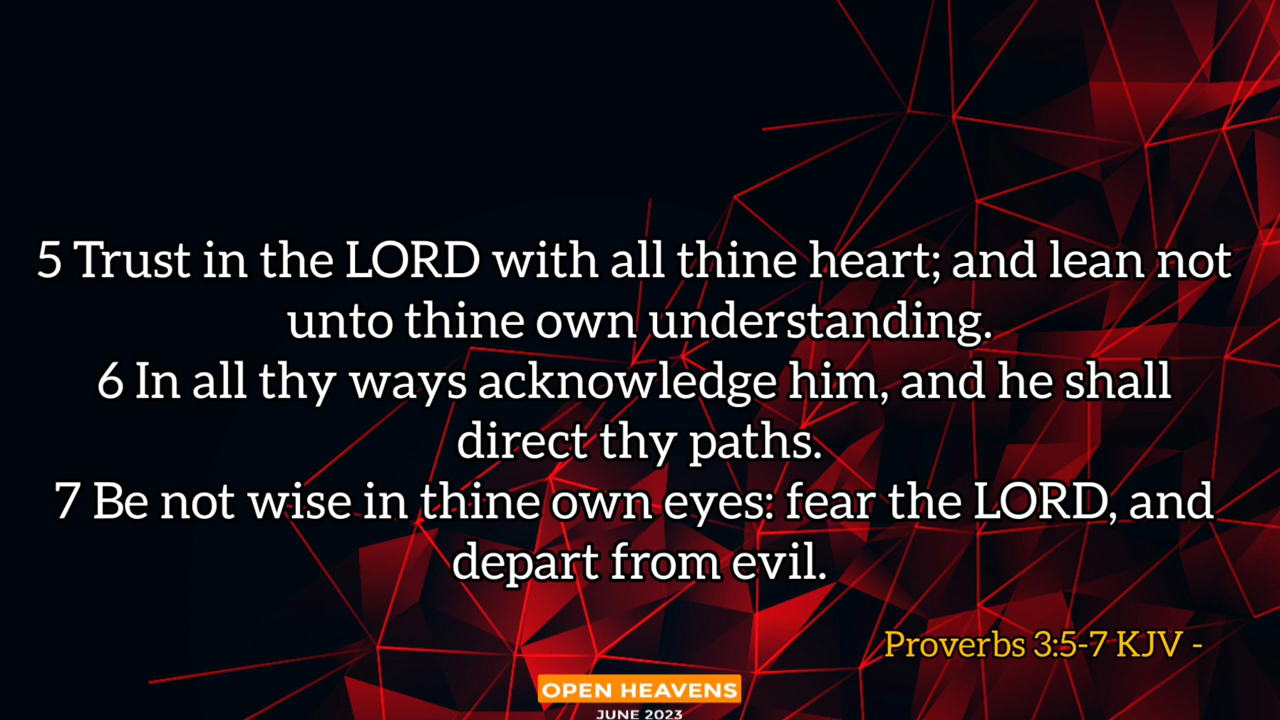 5 Trust in the LORD with all thine heart; and lean not
unto thine own understanding.
6 In all thy ways acknowledge him, and he shall
direct thy paths.
7 Be not wise in thine own eyes: fear the LORD, and
depart from evil.
Proverbs 3:5-7 KJV -
OPEN HEAVENS
JUNE 2023